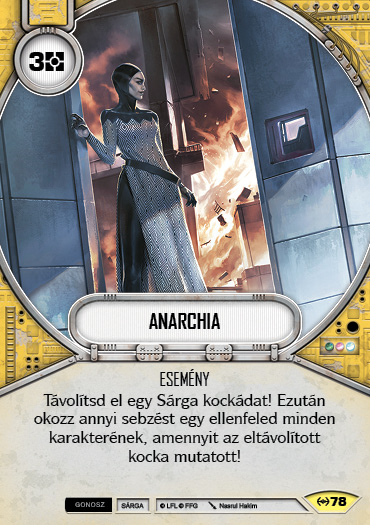 3
ANARCHIA
ESEMÉNY
Távolítsd el egy Sárga kockádat! Ezután
okozz annyi sebzést egy ellenfeled minden
karakterének, amennyit az eltávolított
kocka mutatott!
GONOSZ SÁRGA © LFL © FFG Nasrul Hakim 78